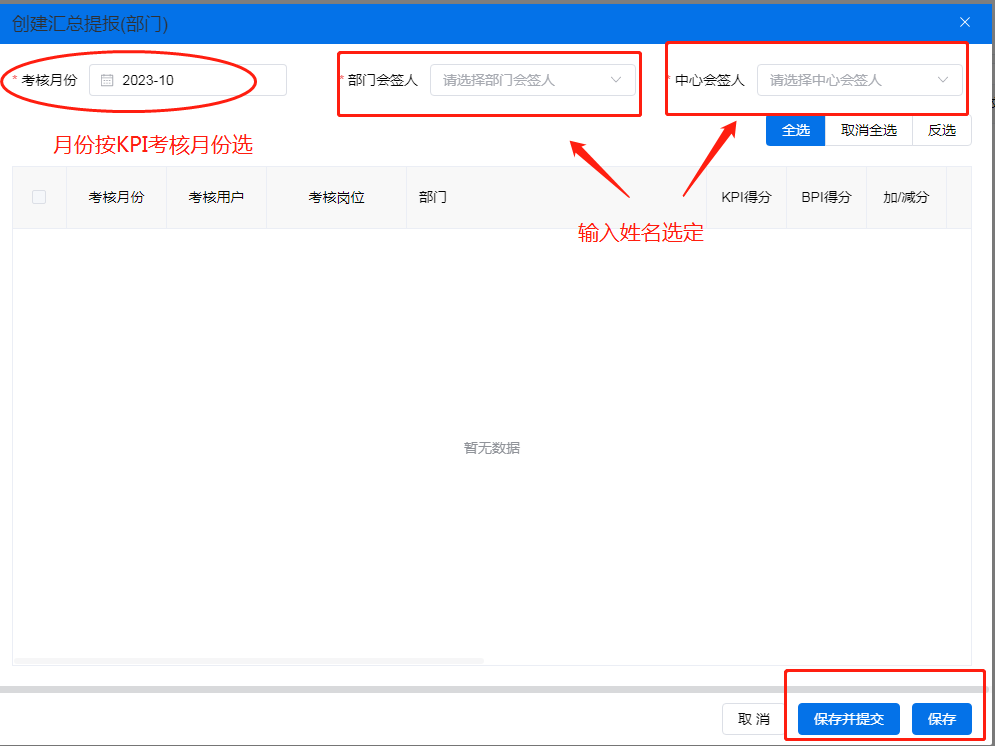 创建汇总提报(部门)
* 考核月份 2023-10 * 部门会签人 请选择部门会签人 * 中心会签人 请选择中心会签人
全选 取消全选 反选
月份按KPI考核月份选
考核月份 考核用户 考核岗位 部门 KPI得分 BPI得分 加/减分
输入姓名选定
暂无数据
取 消 保存并提交 保存